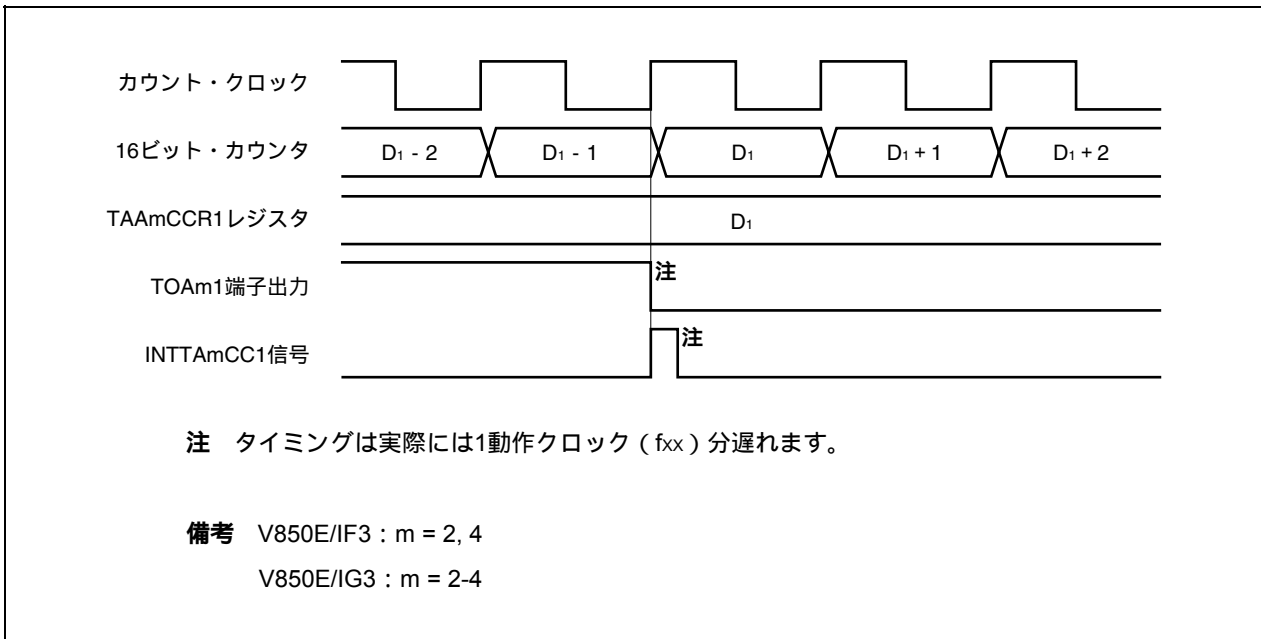 カウント・クロック
16ビット・カウンタ
D1 - 2
D1 - 1
D1
D1 + 1
D1 + 2
TAAmCCR1レジスタ
D1
TOAm1端子出力
注
INTTAmCC1信号
注
注 タイミングは実際には1動作クロック（fxx）分遅れます。
備考 V850E/IF3：m = 2, 4
V850E/IG3：m = 2-4